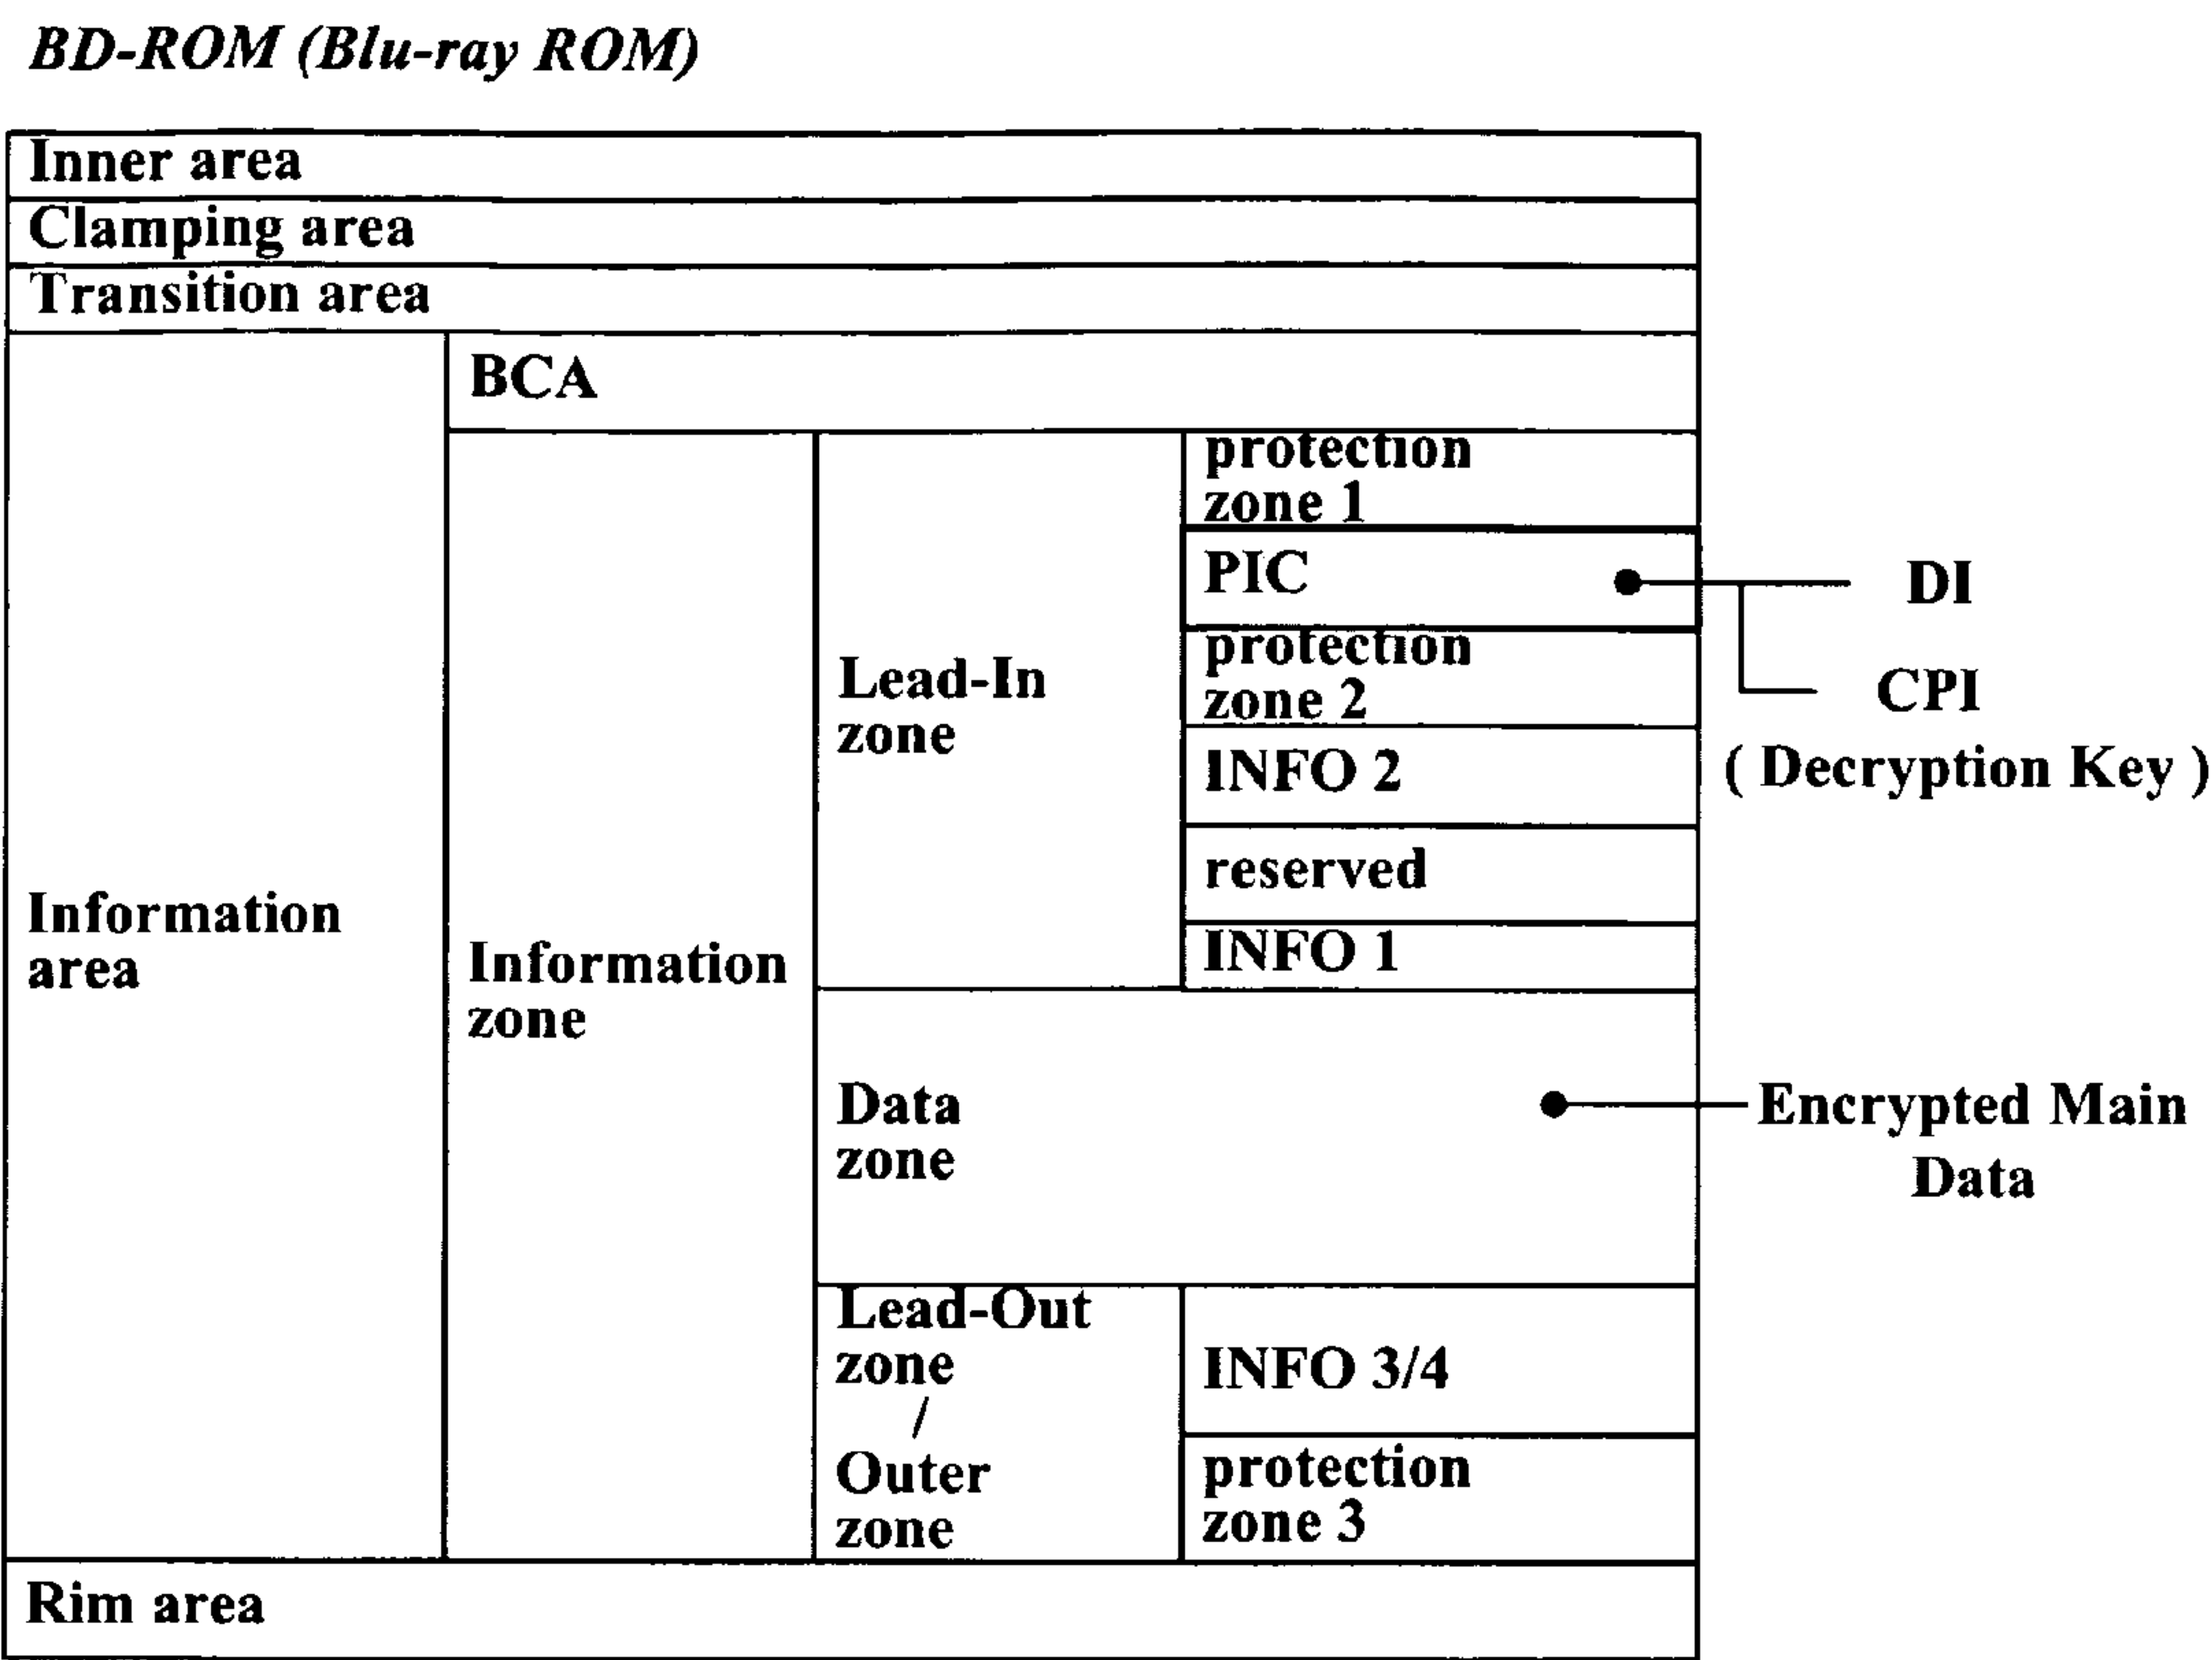 BD-ROM (Blu-ray ROM)
Inner area
Clamping area
Transition area
Information
area
BCA
Information
zone
Lead-In
zone
protection
zone 1
PIC
DI
CPI
( Decryption Key )
protection
zone 2
INFO 2
reserved
INFO 1
Data
zone
Encrypted Main
Data
Lead-Out
zone
/
Outer
zone
INFO 3/4
protection
zone 3
Rim area